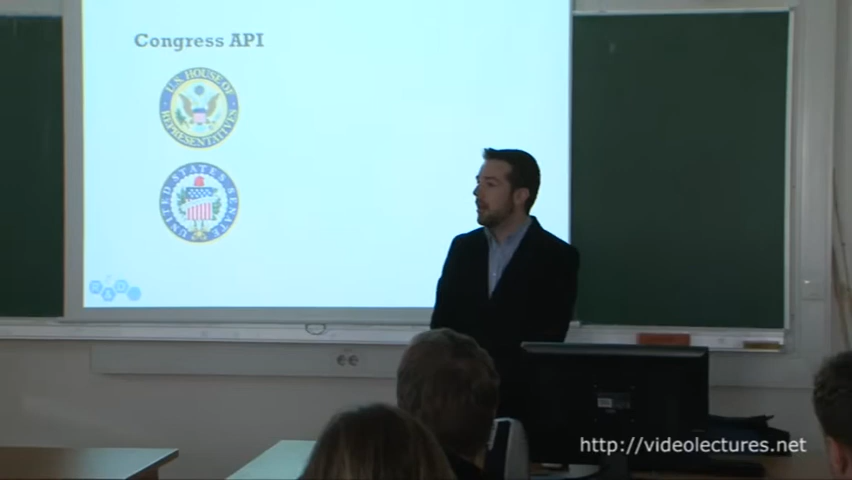 Congress API
U.S. HOUSE OF
REPRESENTATIVES
UNITED STATES SENATE
http://videolectures.net